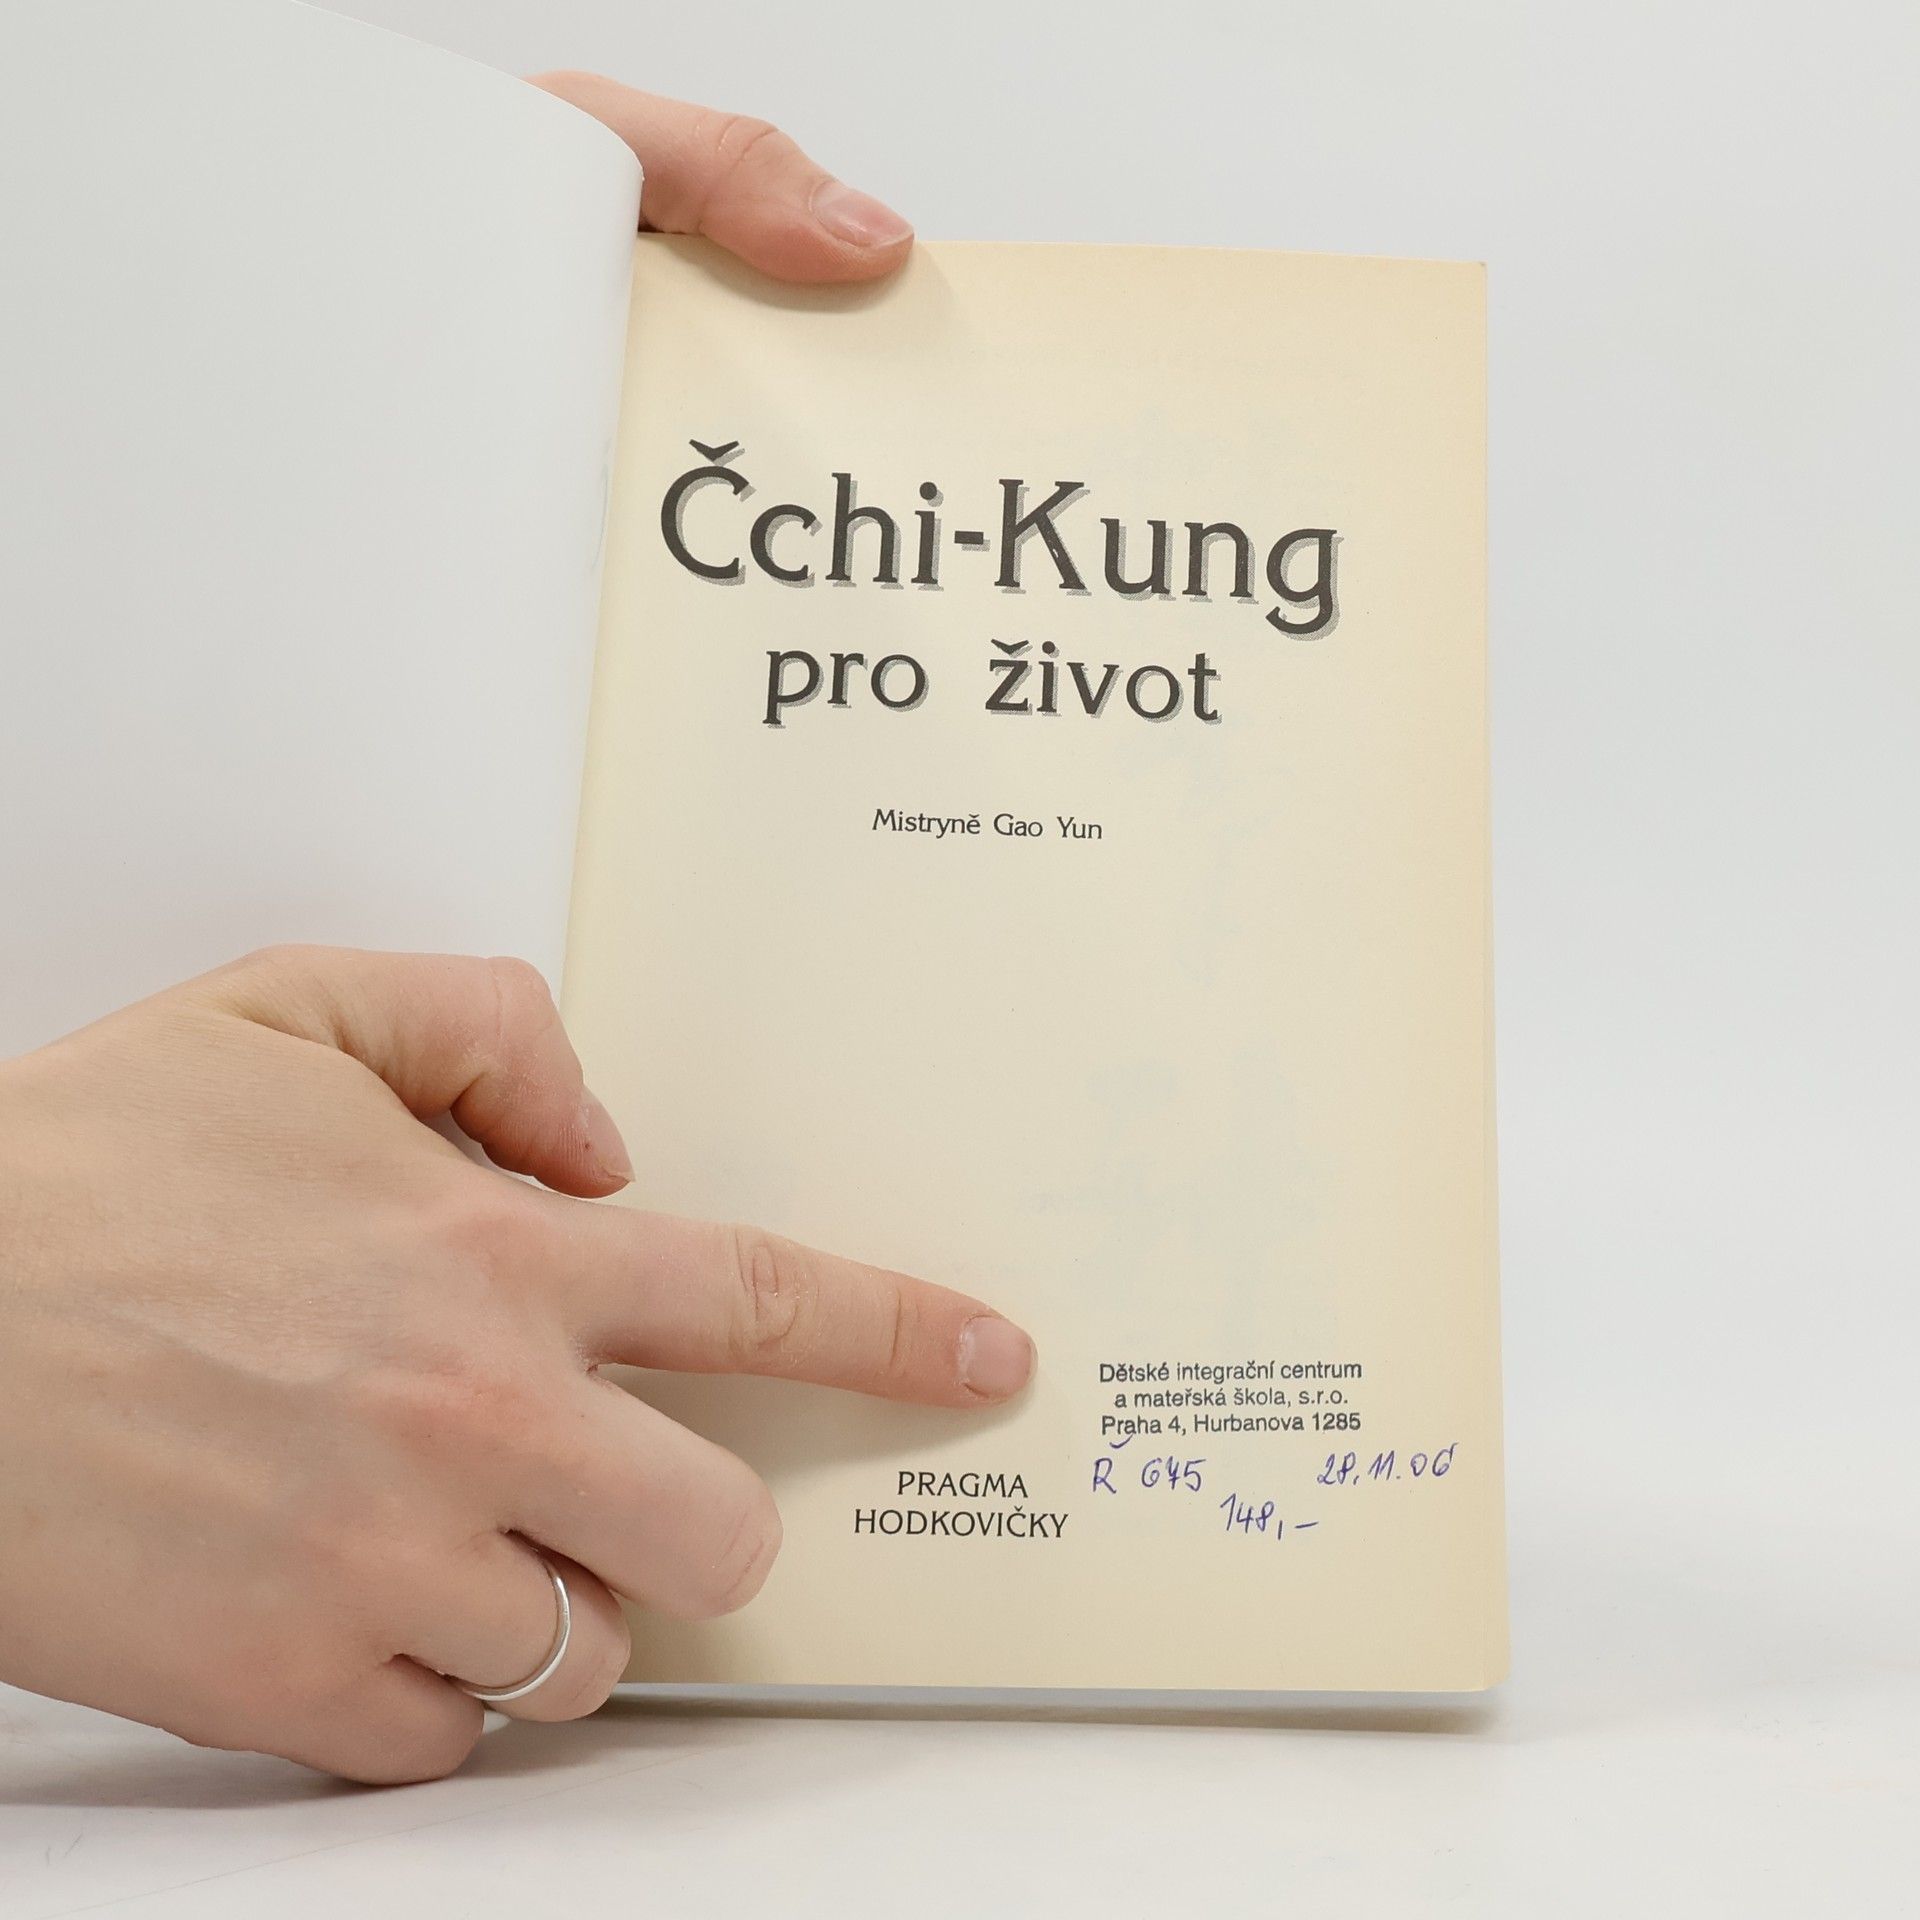 Čchi-Kung
pro život
Mistryně Gao Yun
Dětské integrační centrum
a mateřská škola, s.r.o.
Praha 4, Hurbanova 1285
Ř 675 28.11.06
148,-
PRAGMA
HODKOVIČKY